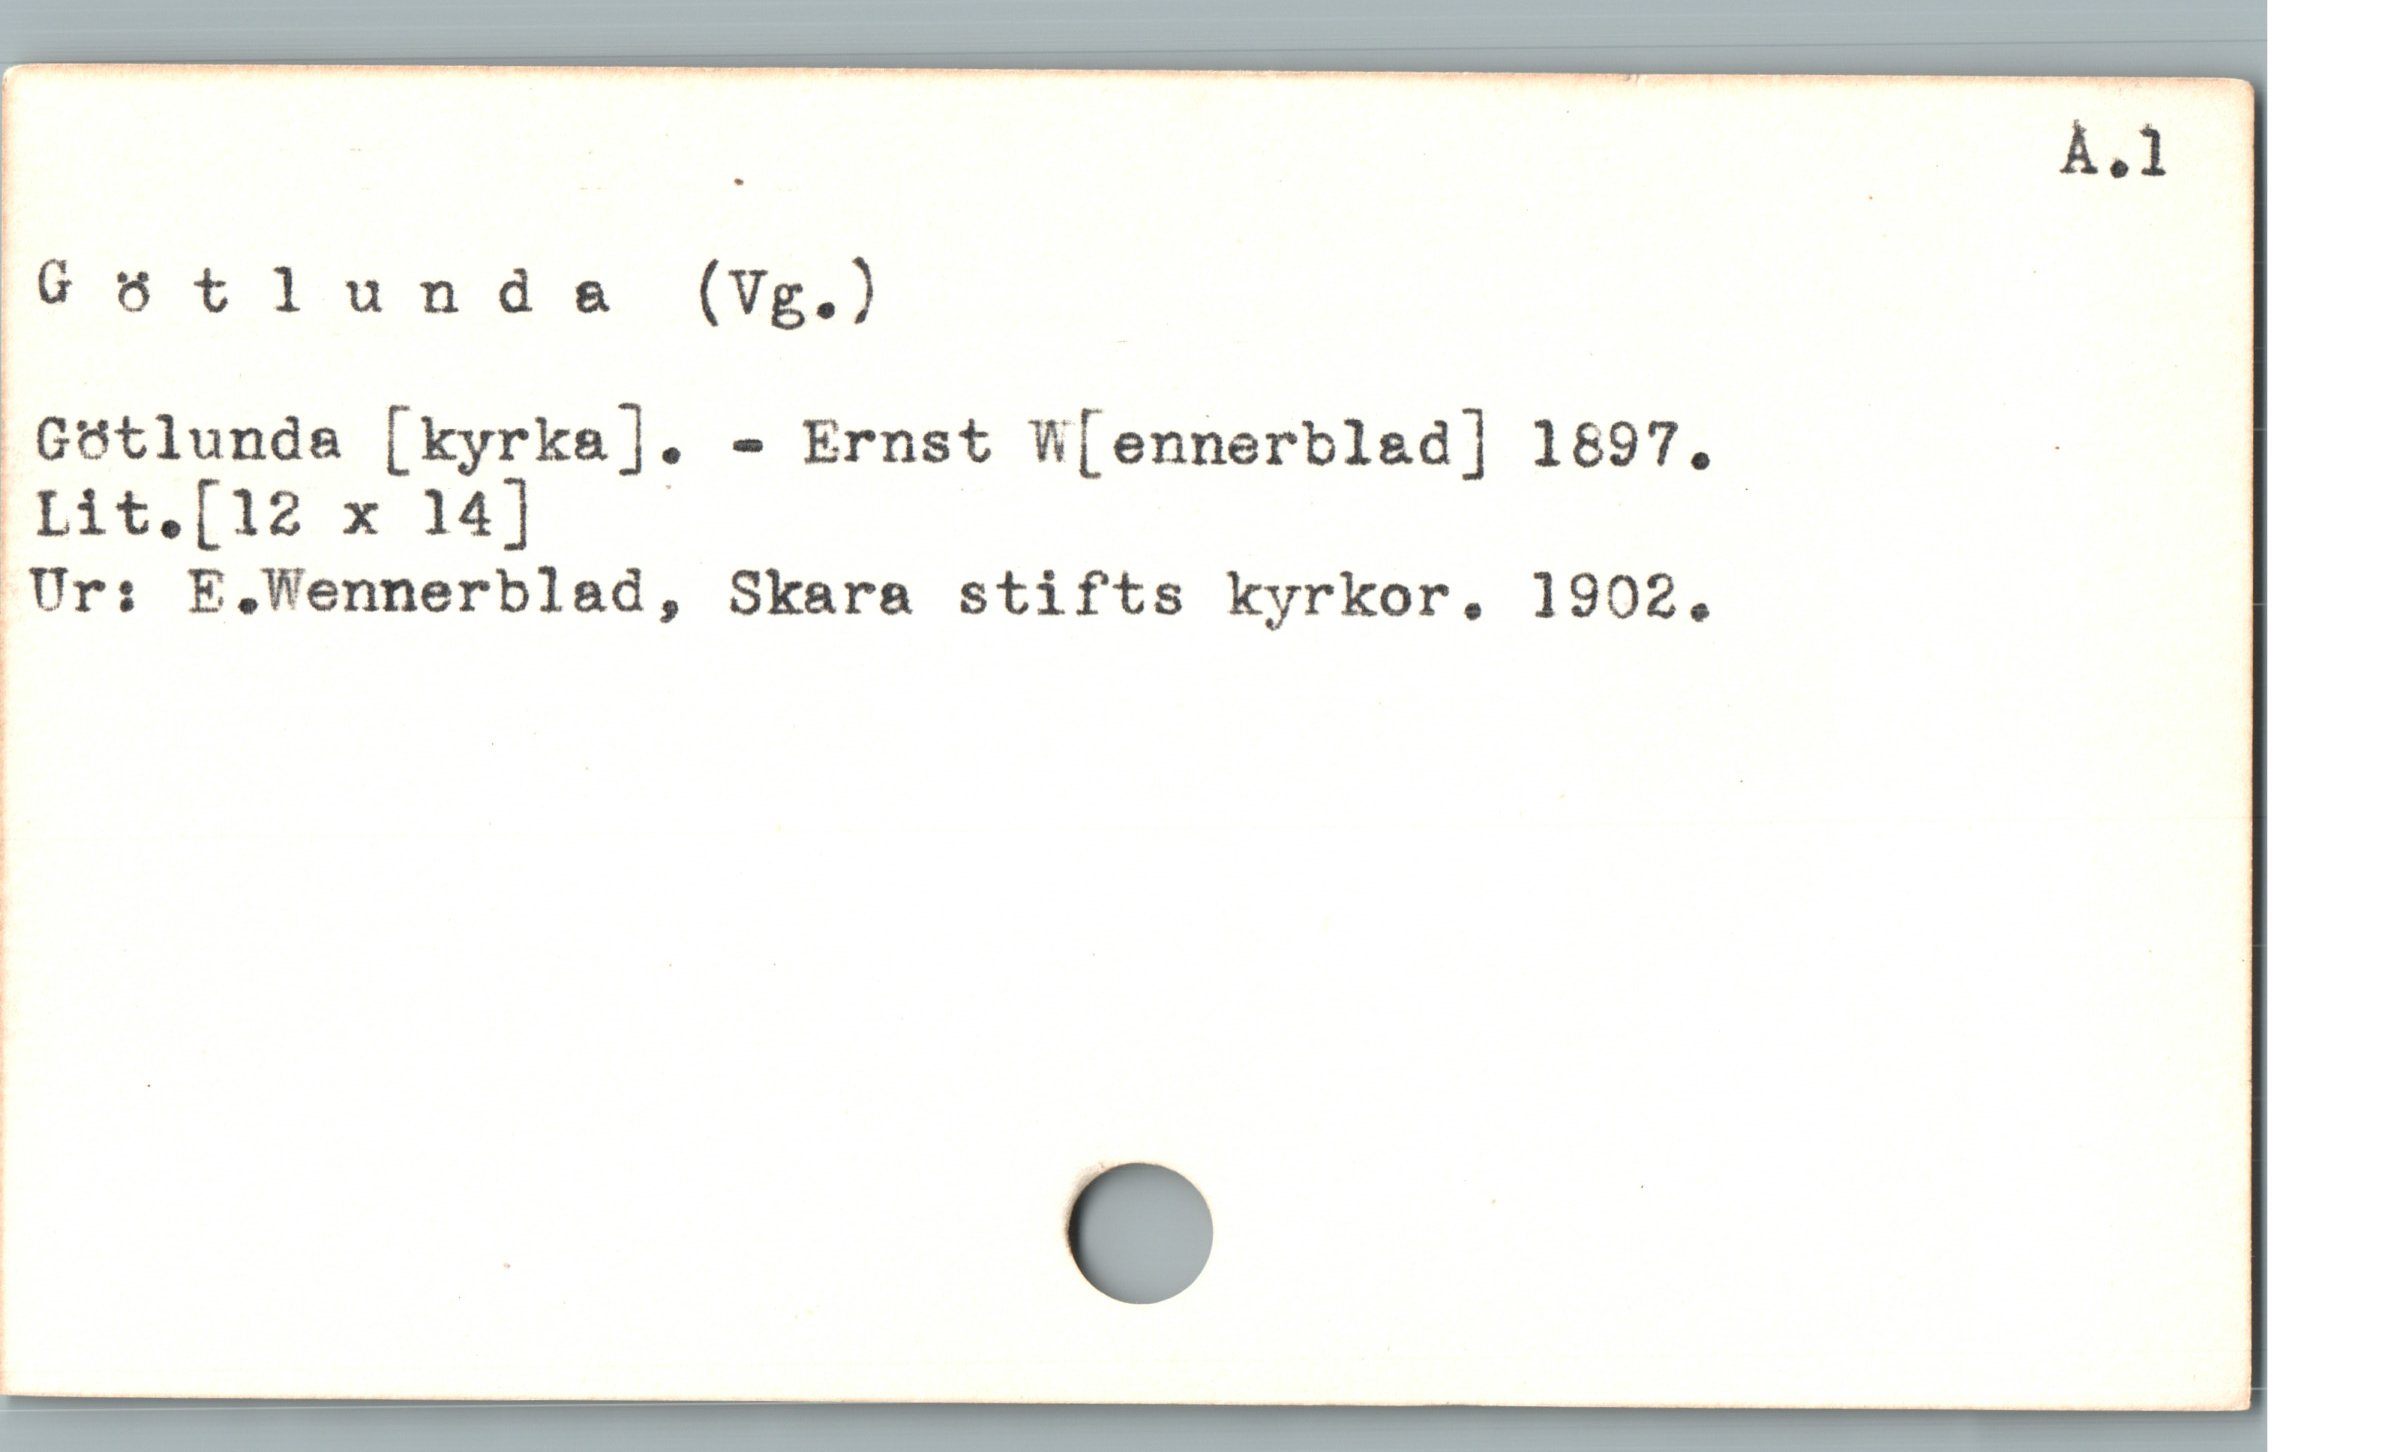 A.1
G ö t l u n d a (Vg.)
Götlunda [kyrka]. - Ernst W[ennerblad] 1897.
Lit.[12 x 14]
Ur: E.Wennerblad, Skara stifts kyrkor. 1902.